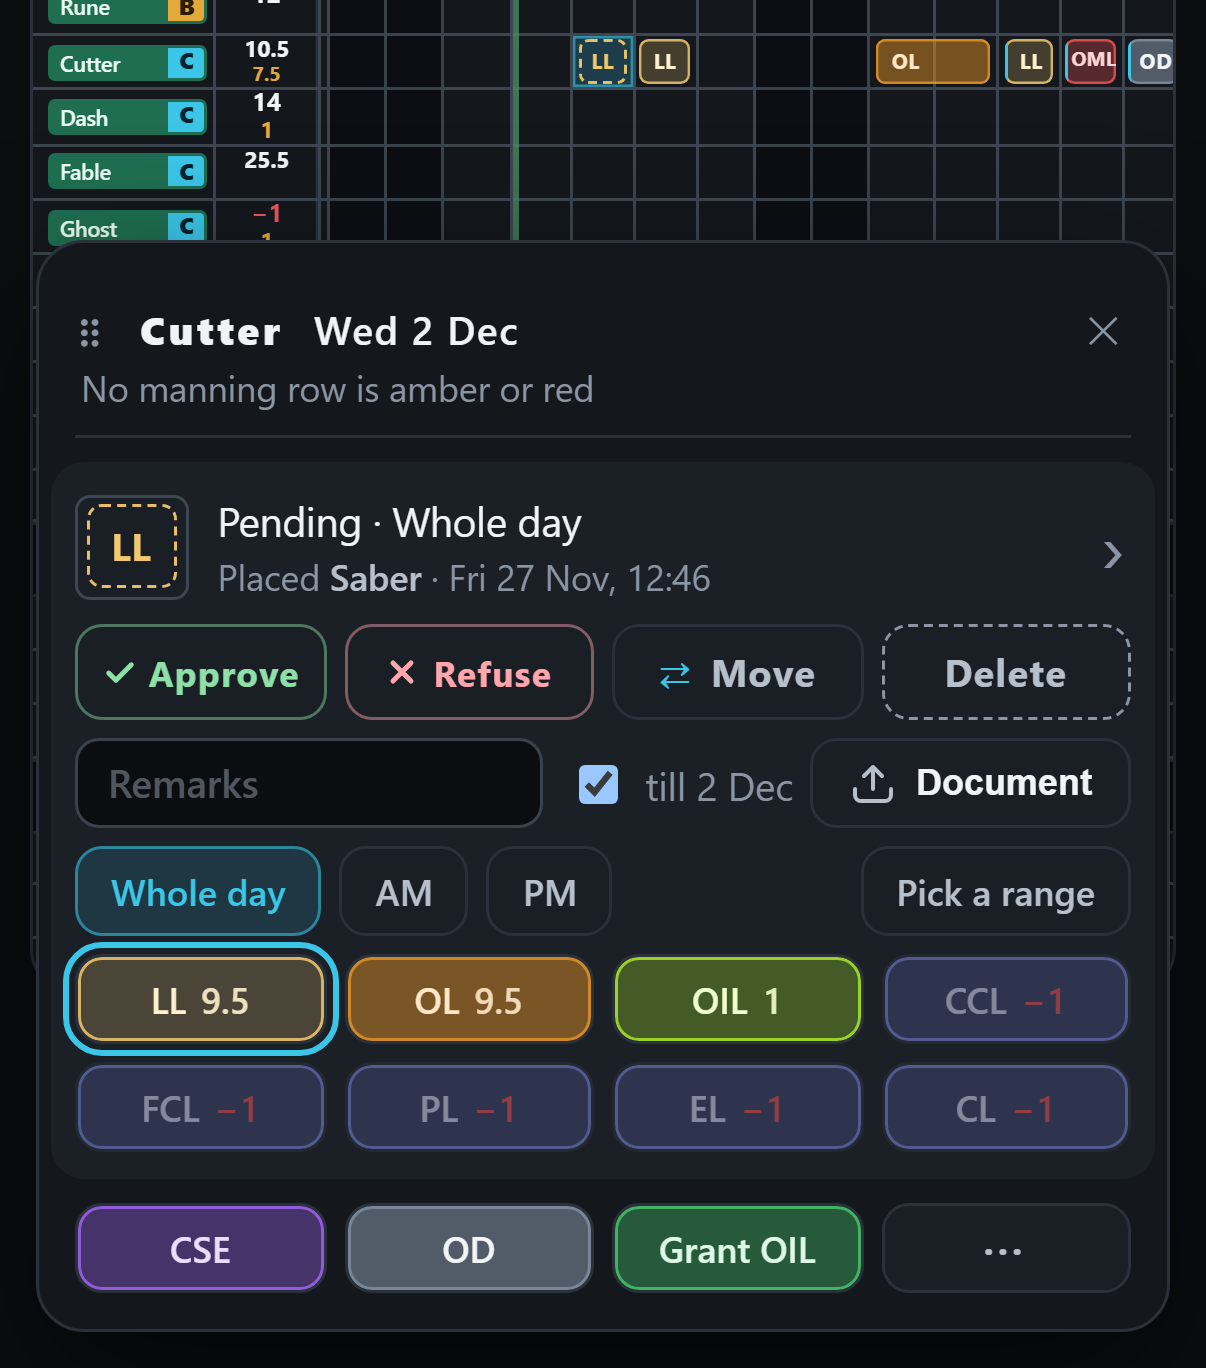 Rune B
Cutter C 10.5 LL LL OL LL OML OD
7.5
Dash C 14
1
Fable C 25.5
Ghost C −1
Cutter Wed 2 Dec
No manning row is amber or red
LL Pending · Whole day
Placed Saber · Fri 27 Nov, 12:46
Approve Refuse Move Delete
Remarks till 2 Dec Document
Whole day AM PM Pick a range
LL 9.5 OL 9.5 OIL 1 CCL −1
FCL −1 PL −1 EL −1 CL −1
CSE OD Grant OIL ...